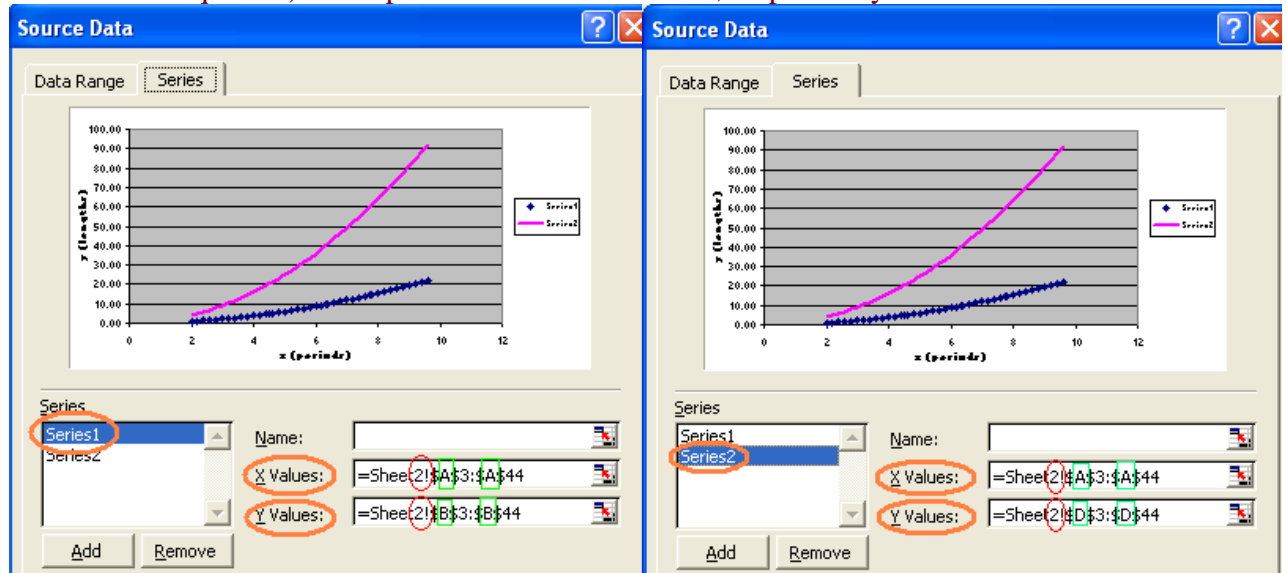 Source Data
Data Range Series
100.00
90.00
80.00
70.00
60.00
50.00
40.00
30.00
20.00
10.00
0.00
y (lengths)
0 2 4 6 8 10 12
x (periods)
Series1
Series2
Series
Series1
Series2
Name:
X Values: =Sheet2!$A$3:$A$44
Y Values: =Sheet2!$B$3:$B$44
Add Remove
Source Data
Data Range Series
100.00
90.00
80.00
70.00
60.00
50.00
40.00
30.00
20.00
10.00
0.00
y (lengths)
0 2 4 6 8 10 12
x (periods)
Series1
Series2
Series
Series1
Series2
Name:
X Values: =Sheet2!$A$3:$A$44
Y Values: =Sheet2!$D$3:$D$44
Add Remove